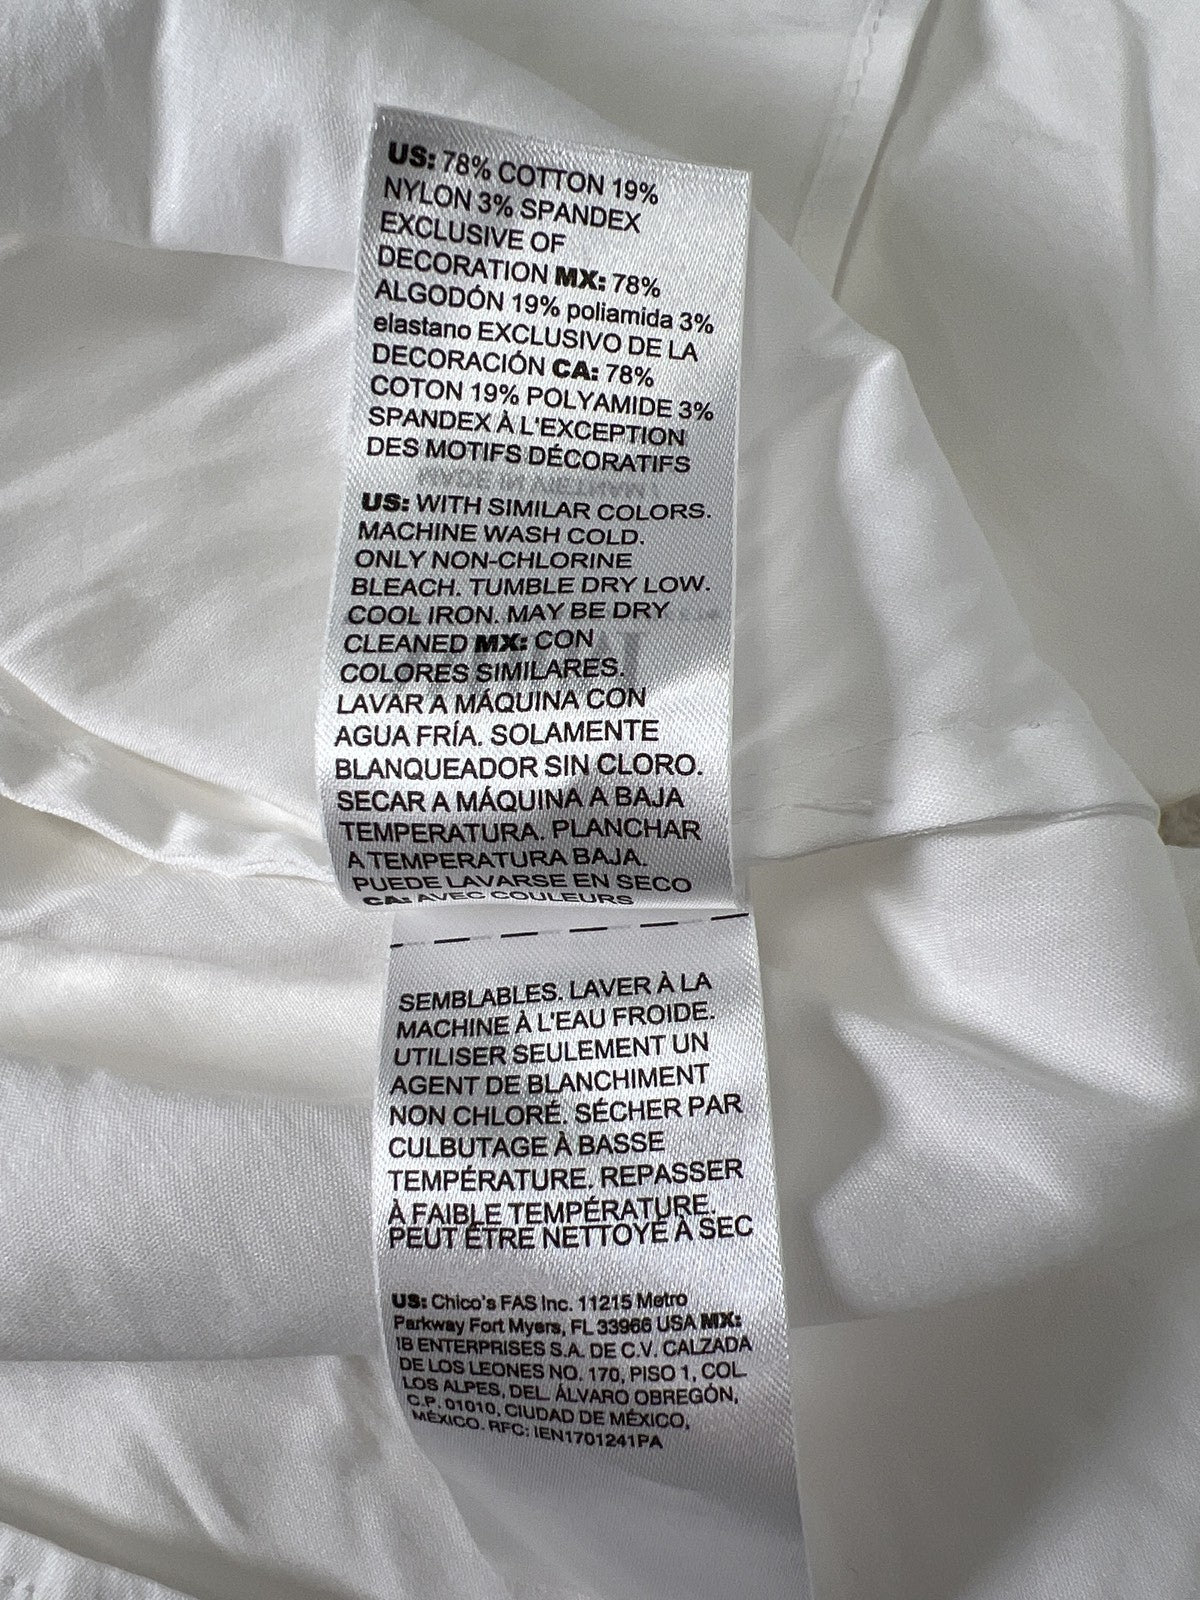 US: 78% COTTON 19%
NYLON 3% SPANDEX
EXCLUSIVE OF
DECORATION MX: 78%
ALGODÓN 19% poliamida 3%
elastano EXCLUSIVO DE LA
DECORACIÓN CA: 78%
COTON 19% POLYAMIDE 3%
SPANDEX À L'EXCEPTION
DES MOTIFS DÉCORATIFS
US: WITH SIMILAR COLORS.
MACHINE WASH COLD.
ONLY NON-CHLORINE
BLEACH. TUMBLE DRY LOW.
COOL IRON. MAY BE DRY
CLEANED MX: CON
COLORES SIMILARES.
LAVAR A MÁQUINA CON
AGUA FRÍA. SOLAMENTE
BLANQUEADOR SIN CLORO.
SECAR A MÁQUINA A BAJA
TEMPERATURA. PLANCHAR
A TEMPERATURA BAJA.
PUEDE LAVARSE EN SECO
CA: AVEC COULEURS
SEMBLABLES. LAVER À LA
MACHINE À L'EAU FROIDE.
UTILISER SEULEMENT UN
AGENT DE BLANCHIMENT
NON CHLORÉ. SÉCHER PAR
CULBUTAGE À BASSE
TEMPÉRATURE. REPASSER
À FAIBLE TEMPÉRATURE.
PEUT ÊTRE NETTOYÉ À SEC
US: Chico's FAS Inc. 11215 Metro
Parkway Fort Myers, FL 33966 USA MX:
IB ENTERPRISES S.A. DE C.V. CALZADA
DE LOS LEONES NO. 170, PISO 1, COL.
LOS ALPES, DEL. ÁLVARO OBREGÓN,
C.P. 01010, CIUDAD DE MÉXICO,
MÉXICO. RFC: IEN1701241PA